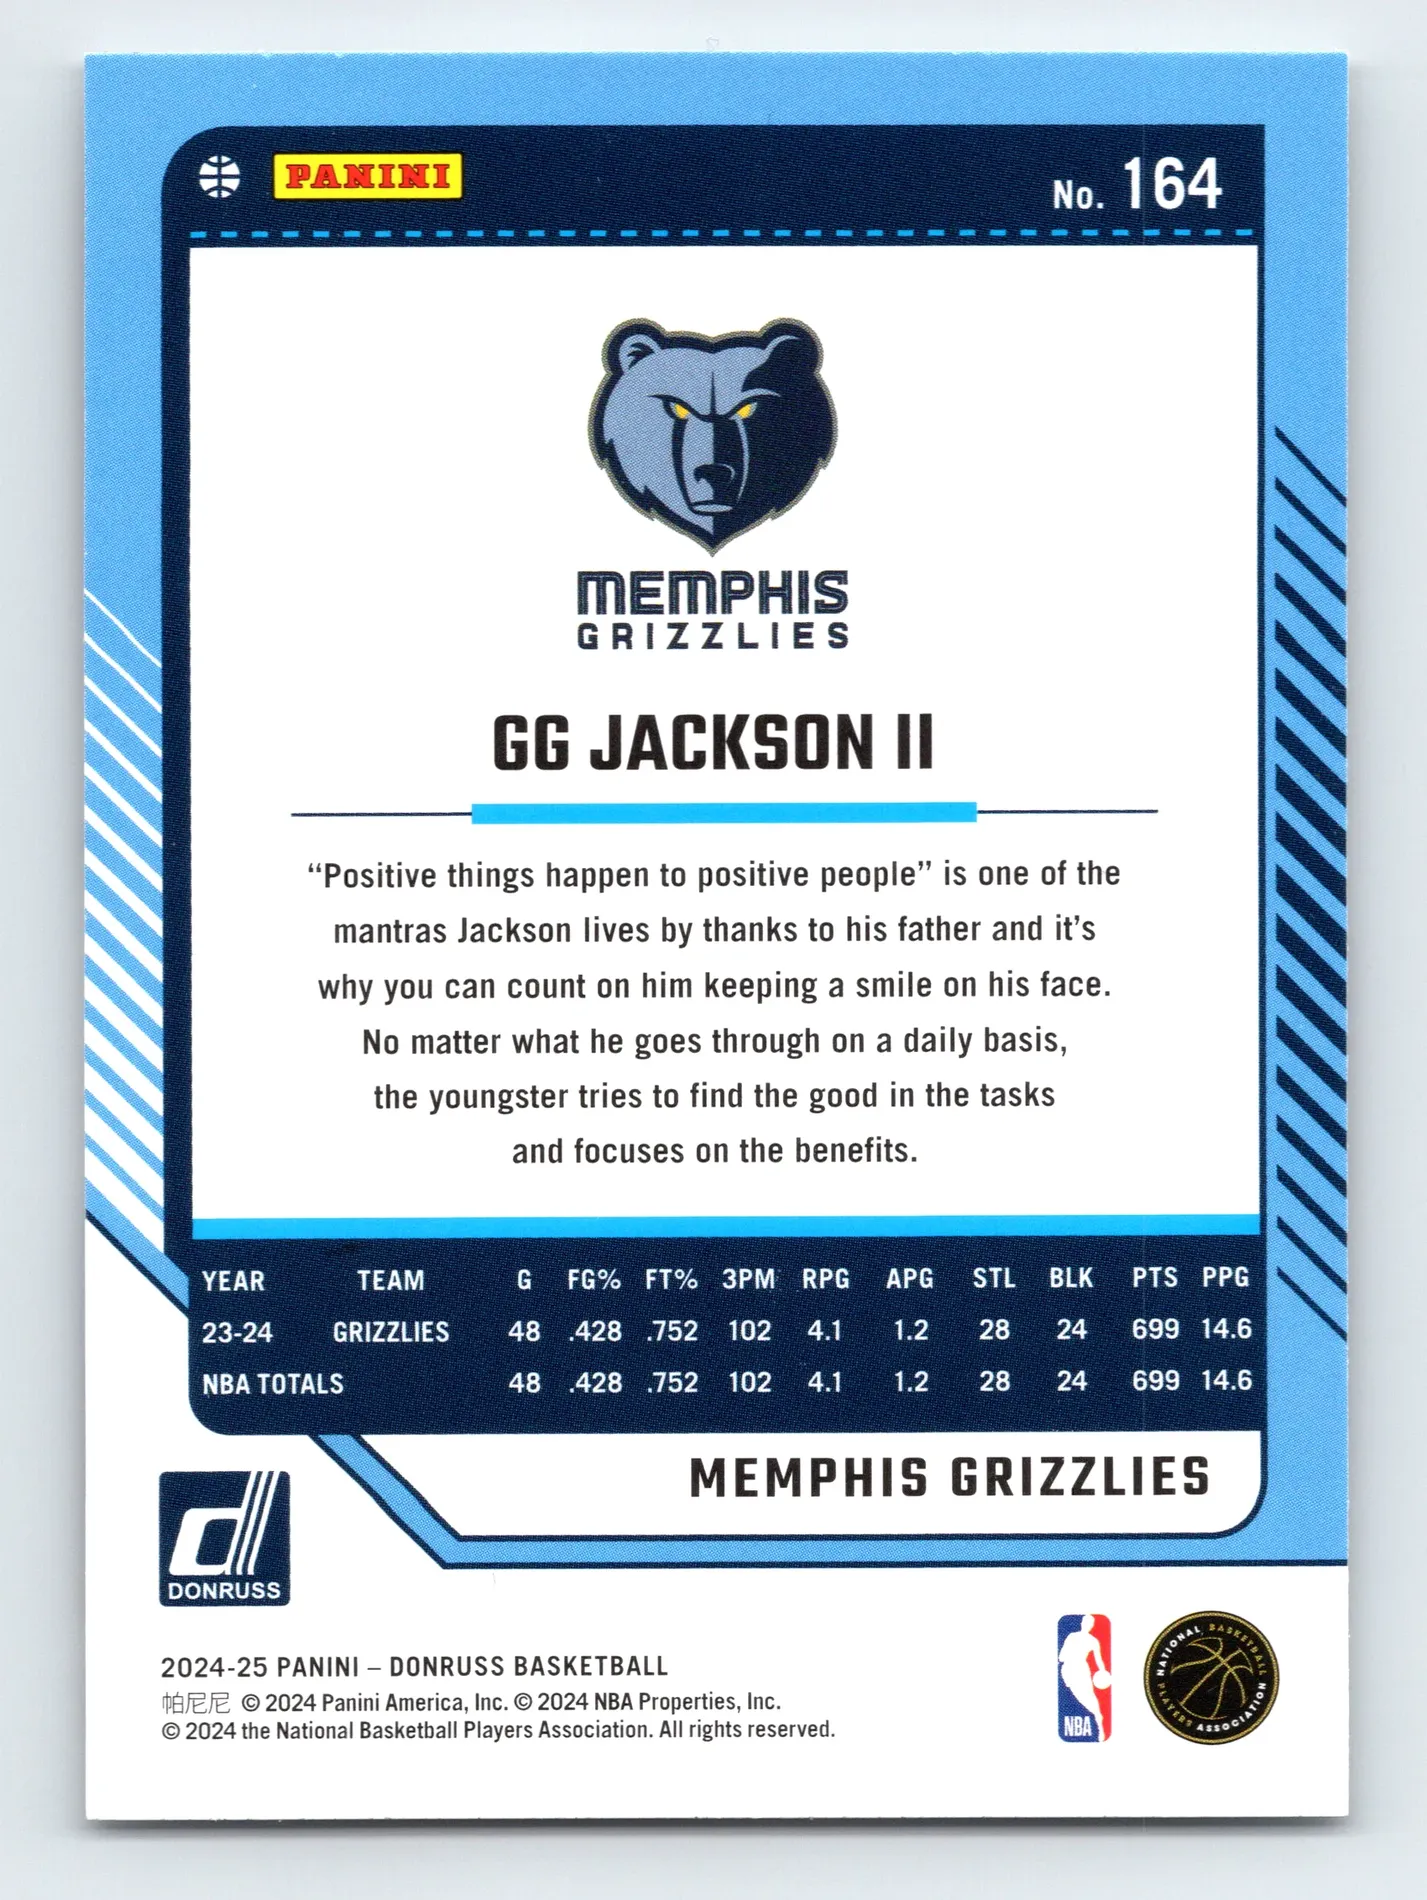 PANINI
No. 164
MEMPHIS
GRIZZLIES
GG JACKSON II
“Positive things happen to positive people” is one of the
mantras Jackson lives by thanks to his father and it’s
why you can count on him keeping a smile on his face.
No matter what he goes through on a daily basis,
the youngster tries to find the good in the tasks
and focuses on the benefits.
YEAR TEAM G FG% FT% 3PM RPG APG STL BLK PTS PPG
23-24 GRIZZLIES 48 .428 .752 102 4.1 1.2 28 24 699 14.6
NBA TOTALS 48 .428 .752 102 4.1 1.2 28 24 699 14.6
MEMPHIS GRIZZLIES
d
DONRUSS
2024-25 PANINI – DONRUSS BASKETBALL
帕尼尼 © 2024 Panini America, Inc. © 2024 NBA Properties, Inc.
© 2024 the National Basketball Players Association. All rights reserved.
NBA
NATIONAL BASKETBALL
PLAYERS ASSOCIATION